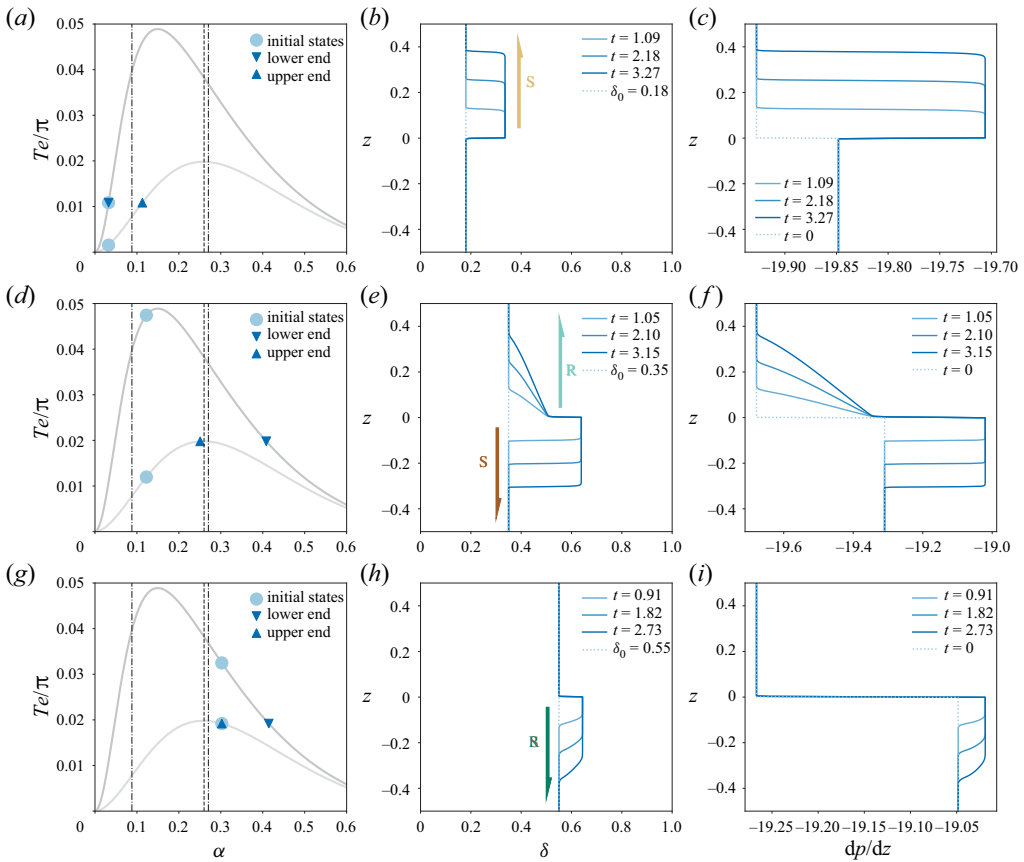 (a)
0.05
0.04
0.03
0.02
0.01
Te/π
initial states
lower end
upper end
0 0.1 0.2 0.3 0.4 0.5 0.6
(b)
0.4
0.2
z 0
−0.2
−0.4
t = 1.09
t = 2.18
t = 3.27
δ0 = 0.18
S
0 0.2 0.4 0.6 0.8 1.0
(c)
0.4
0.2
z 0
−0.2
−0.4
t = 1.09
t = 2.18
t = 3.27
t = 0
−19.90 −19.85 −19.80 −19.75 −19.70
(d)
0.05
0.04
0.03
0.02
0.01
Te/π
initial states
lower end
upper end
0 0.1 0.2 0.3 0.4 0.5 0.6
(e)
0.4
0.2
z 0
−0.2
−0.4
t = 1.05
t = 2.10
t = 3.15
δ0 = 0.35
R
S
0 0.2 0.4 0.6 0.8 1.0
(f)
0.4
0.2
z 0
−0.2
−0.4
t = 1.05
t = 2.10
t = 3.15
t = 0
−19.6 −19.4 −19.2 −19.0
(g)
0.05
0.04
0.03
0.02
0.01
Te/π
initial states
lower end
upper end
0 0.1 0.2 0.3 0.4 0.5 0.6
α
(h)
0.4
0.2
z 0
−0.2
−0.4
t = 0.91
t = 1.82
t = 2.73
δ0 = 0.55
R
0 0.2 0.4 0.6 0.8 1.0
δ
(i)
0.4
0.2
z 0
−0.2
−0.4
t = 0.91
t = 1.82
t = 2.73
t = 0
−19.25 −19.20 −19.15 −19.10 −19.05
dp/dz